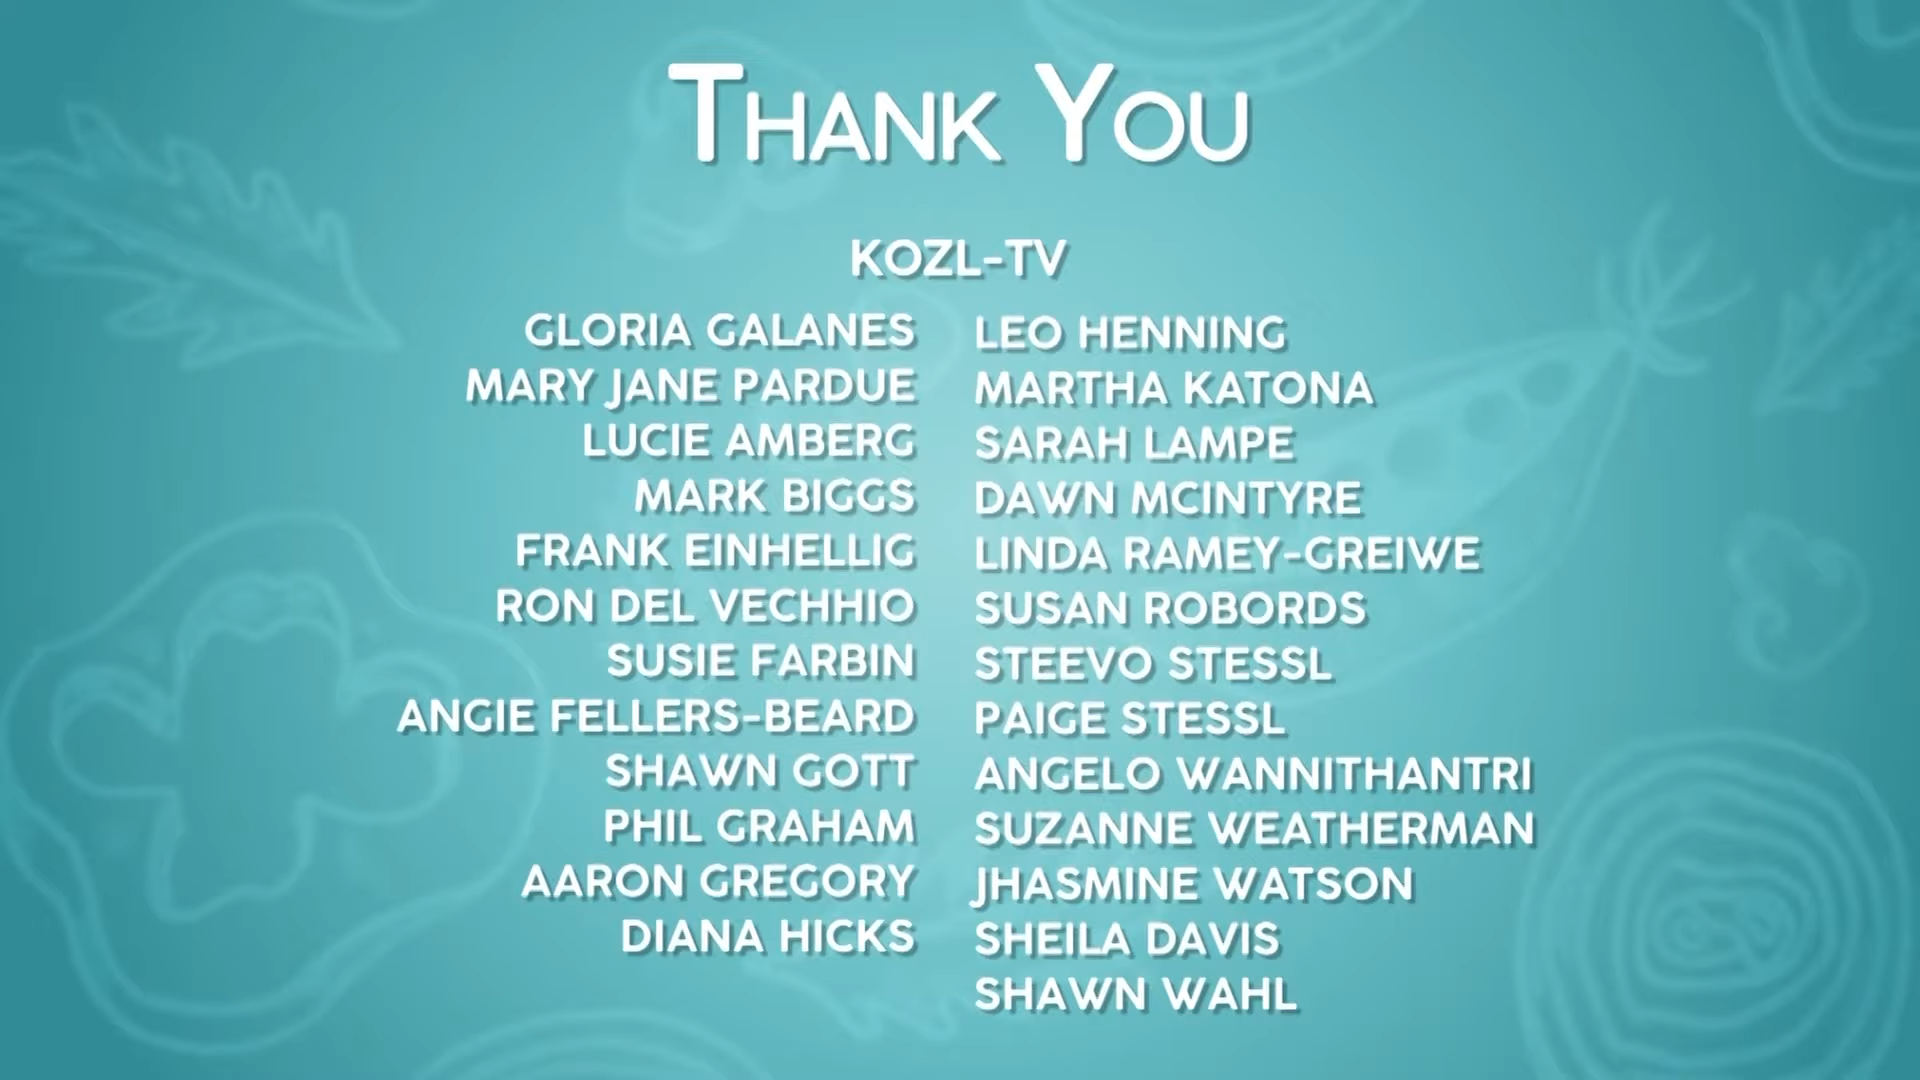 THANK YOU
KOZL-TV
GLORIA GALANES
MARY JANE PARDUE
LUCIE AMBERG
MARK BIGGS
FRANK EINHELLIG
RON DEL VECHHIO
SUSIE FARBIN
ANGIE FELLERS-BEARD
SHAWN GOTT
PHIL GRAHAM
AARON GREGORY
DIANA HICKS
LEO HENNING
MARTHA KATONA
SARAH LAMPE
DAWN MCINTYRE
LINDA RAMEY-GREIWE
SUSAN ROBORDS
STEEVO STESSL
PAIGE STESSL
ANGELO WANNITHANTRI
SUZANNE WEATHERMAN
JHASMINE WATSON
SHEILA DAVIS
SHAWN WAHL